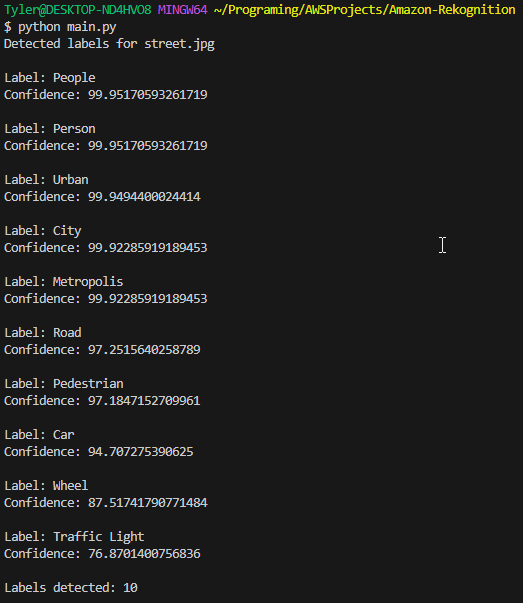 Tyler@DESKTOP-ND4HVO8 MINGW64 ~/Programing/AWSProjects/Amazon-Rekognition
$ python main.py
Detected labels for street.jpg
Label: People
Confidence: 99.95170593261719
Label: Person
Confidence: 99.95170593261719
Label: Urban
Confidence: 99.9494400024414
Label: City
Confidence: 99.92285919189453
Label: Metropolis
Confidence: 99.92285919189453
Label: Road
Confidence: 97.2515640258789
Label: Pedestrian
Confidence: 97.1847152709961
Label: Car
Confidence: 94.707275390625
Label: Wheel
Confidence: 87.51741790771484
Label: Traffic Light
Confidence: 76.8701400756836
Labels detected: 10